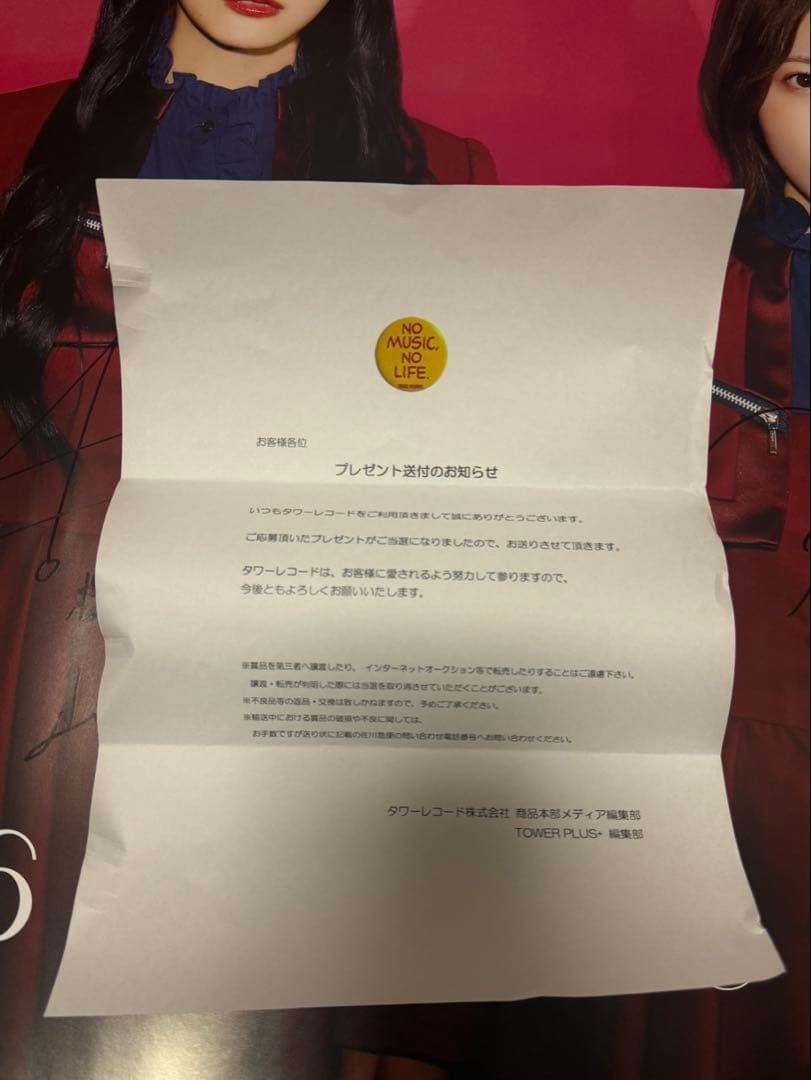 NO
MUSIC,
NO
LIFE.
お客様各位
プレゼント送付のお知らせ
いつもタワーレコードをご利用頂きまして誠にありがとうございます。
ご応募頂いたプレゼントがご当選になりましたので、お送りさせて頂きます。
タワーレコードは、お客様に愛されるよう努力して参りますので、
今後ともよろしくお願いいたします。
※賞品を第三者へ譲渡したり、インターネットオークション等で転売したりすることはご遠慮下さい。
譲渡・転売が判明した際には当選を取り消させていただくことがございます。
※不良品等の返品・交換は致しかねますので、予めご了承ください。
※輸送中における賞品の破損や不良に関しては、
お手数ですが送り状に記載の佐川急便の問い合わせ電話番号へお問い合わせください。
タワーレコード株式会社 商品本部メディア編集部
TOWER PLUS+ 編集部
6